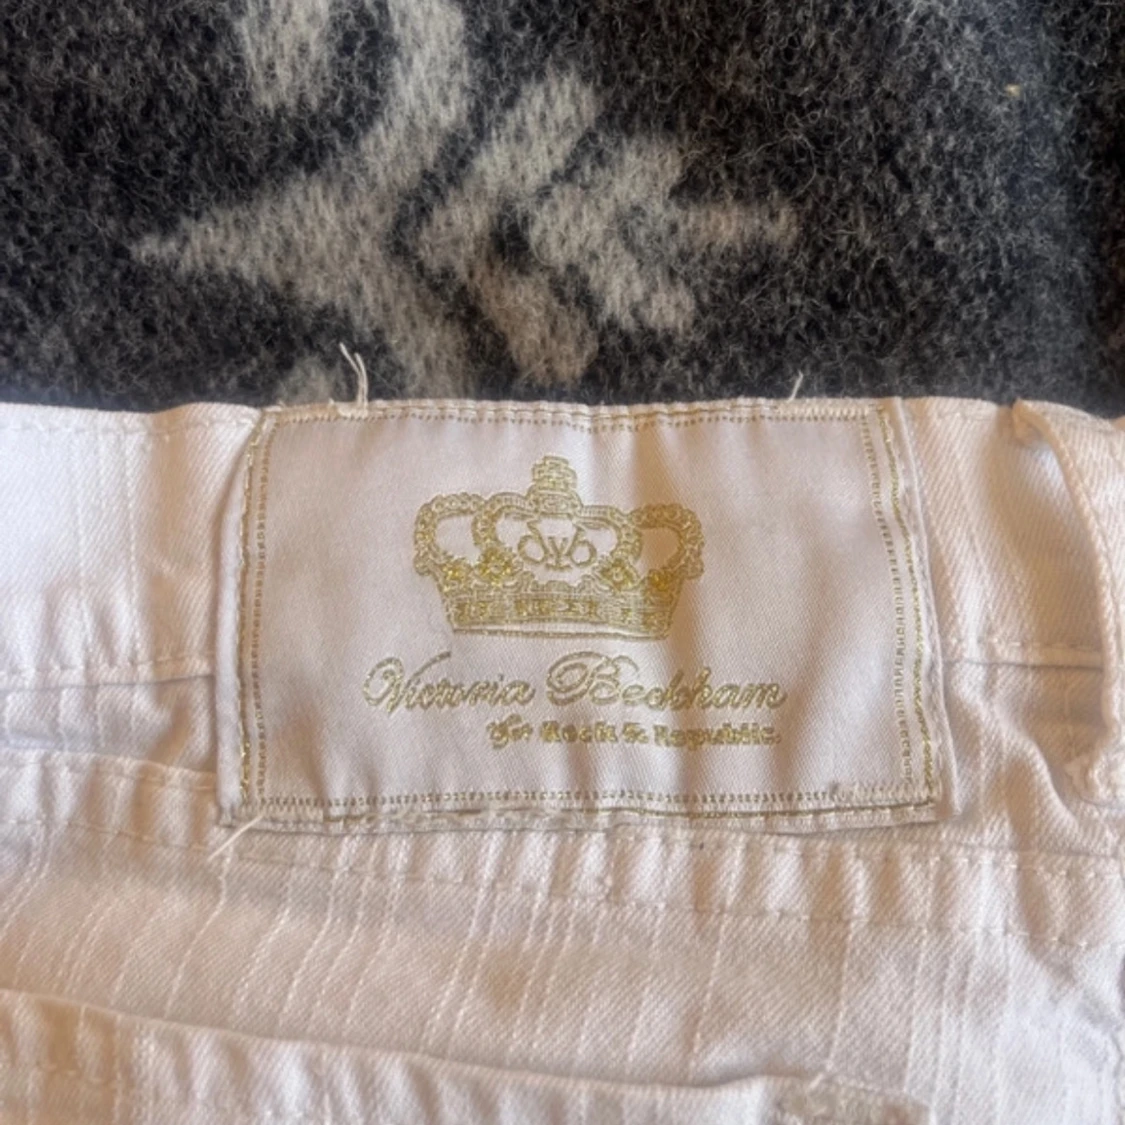 dvb
Victoria Beckham
for Rock & Republic